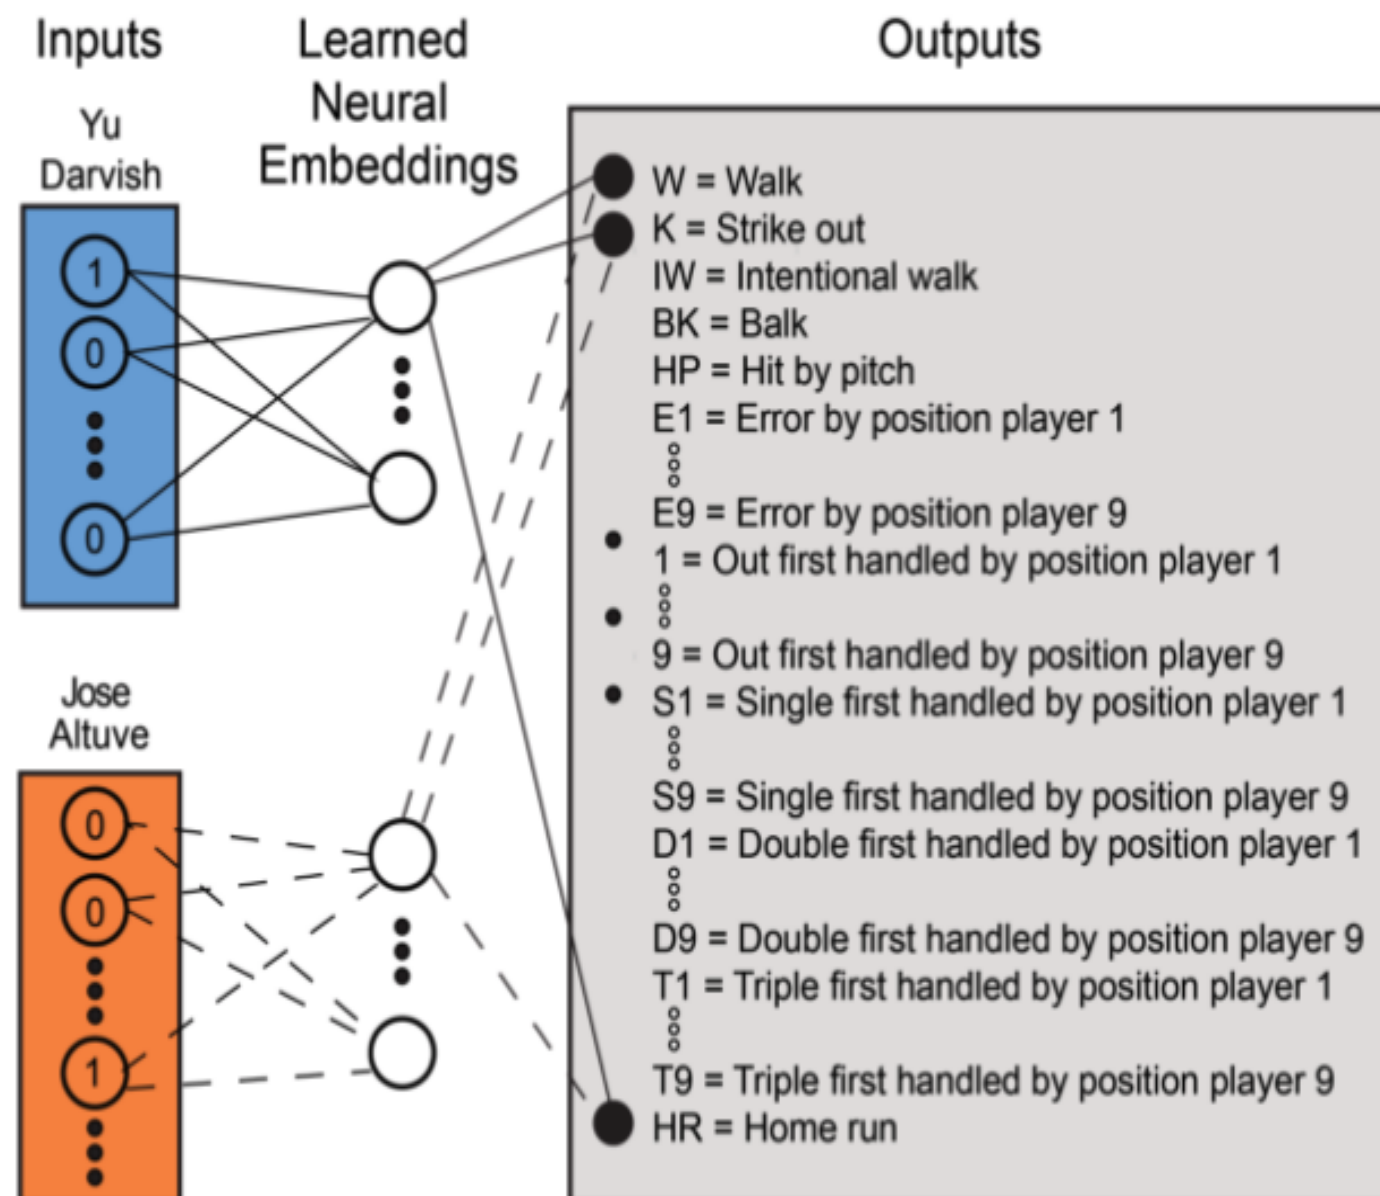 Inputs
Learned
Neural
Embeddings
Outputs
Yu
Darvish
1
0
0
Jose
Altuve
0
0
1
W = Walk
K = Strike out
IW = Intentional walk
BK = Balk
HP = Hit by pitch
E1 = Error by position player 1
E9 = Error by position player 9
1 = Out first handled by position player 1
9 = Out first handled by position player 9
S1 = Single first handled by position player 1
S9 = Single first handled by position player 9
D1 = Double first handled by position player 1
D9 = Double first handled by position player 9
T1 = Triple first handled by position player 1
T9 = Triple first handled by position player 9
HR = Home run